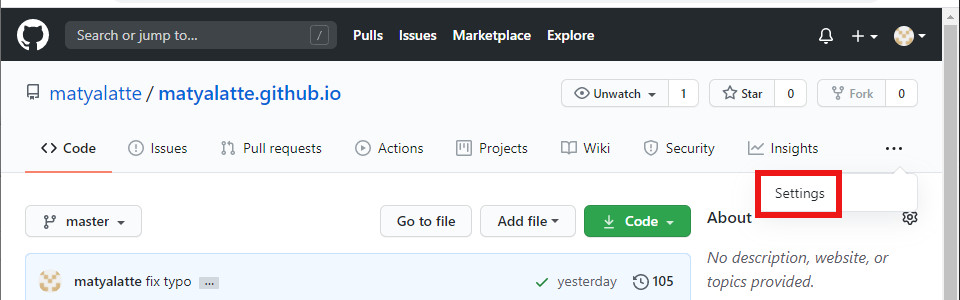 Search or jump to... / Pulls Issues Marketplace Explore
matyalatte / matyalatte.github.io Unwatch 1 Star 0 Fork 0
Code Issues Pull requests Actions Projects Wiki Security Insights ...
Settings
master Go to file Add file Code About
No description, website, or
topics provided.
matyalatte fix typo ... yesterday 105